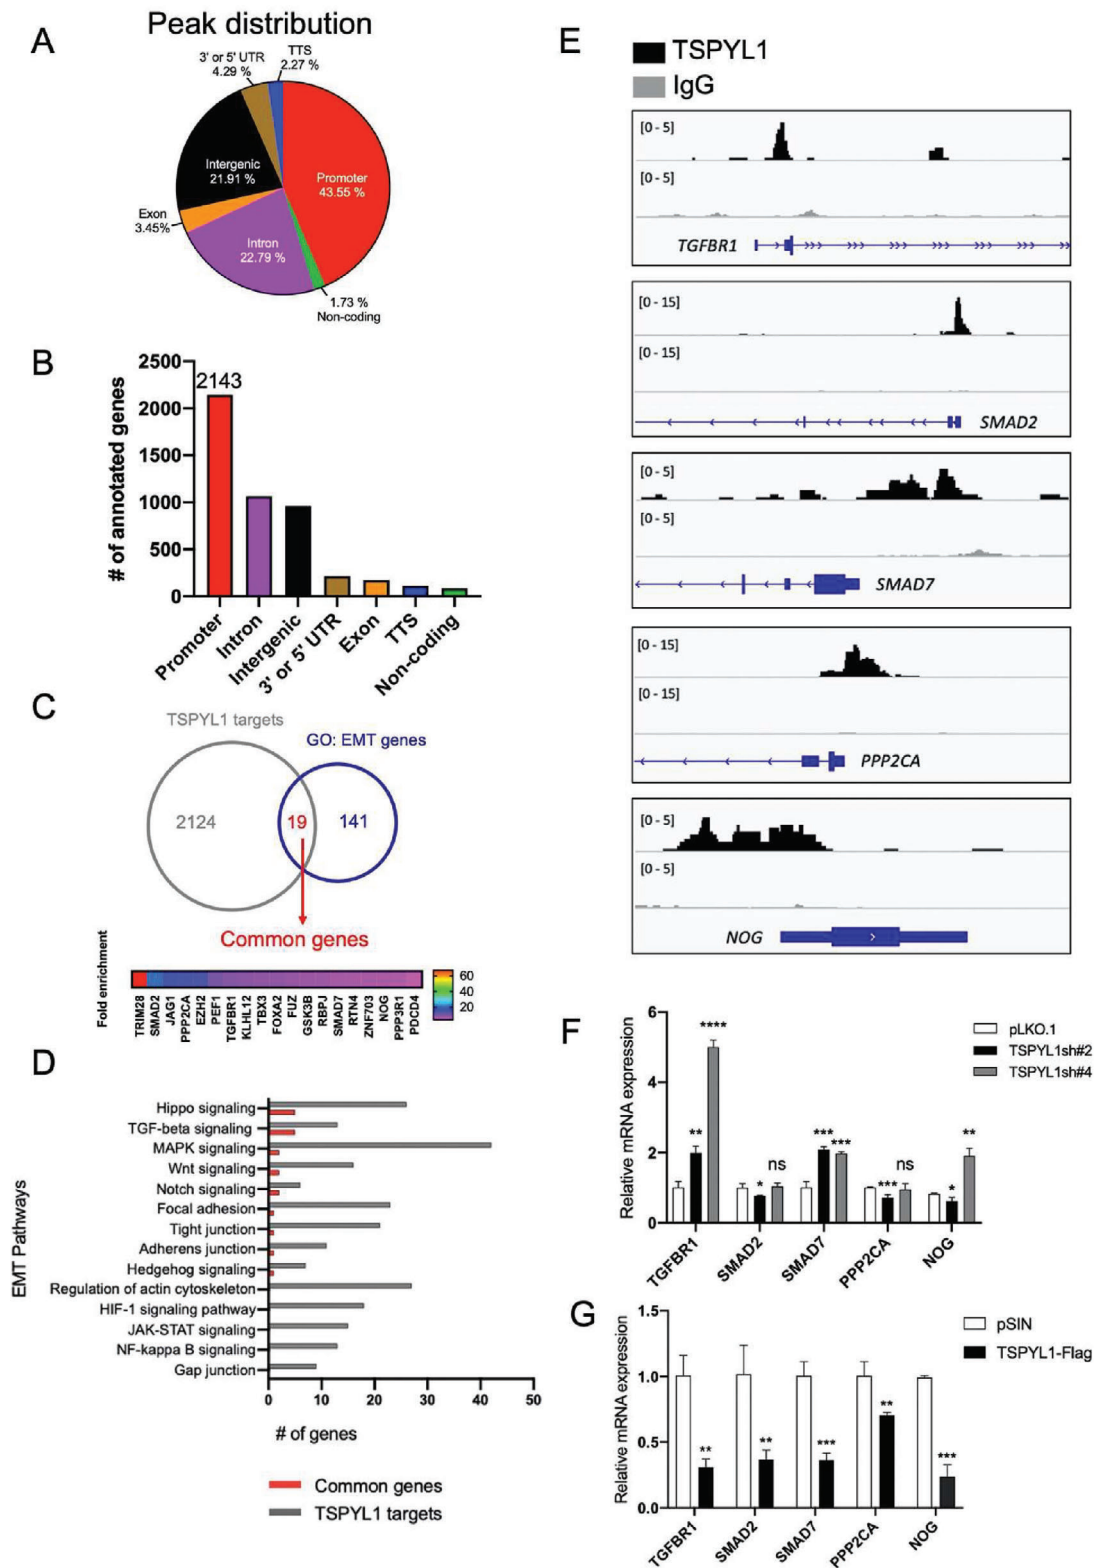 A
Peak distribution
3' or 5' UTR
4.29 %
TTS
2.27 %
Intergenic
21.91 %
Promoter
43.55 %
Exon
3.45%
Intron
22.79 %
1.73 %
Non-coding
B
# of annotated genes
2500
2000
1500
1000
500
0
2143
Promoter
Intron
Intergenic
3' or 5' UTR
Exon
TTS
Non-coding
C
TSPYL1 targets
GO: EMT genes
2124
19
141
Common genes
Fold enrichment
60
40
20
TRIM28
SMAD2
JAG1
PPP2CA
EZH2
PEF1
TGFBR1
KLHL12
TBX3
FOXA2
FUZ
GSK3B
RBPJ
SMAG7
RTN4
ZNF703
NOG
PPP3R1
PDCD4
D
EMT Pathways
Hippo signaling
TGF-beta signaling
MAPK signaling
Wnt signaling
Notch signaling
Focal adhesion
Tight junction
Adherens junction
Hedgehog signaling
Regulation of actin cytoskeleton
HIF-1 signaling pathway
JAK-STAT signaling
NF-kappa B signaling
Gap junction
0 10 20 30 40 50
# of genes
Common genes
TSPYL1 targets
E
TSPYL1
IgG
[0 - 5]
[0 - 5]
TGFBR1
[0 - 15]
[0 - 15]
SMAD2
[0 - 5]
[0 - 5]
SMAD7
[0 - 15]
[0 - 15]
PPP2CA
[0 - 5]
[0 - 5]
NOG
F
Relative mRNA expression
6
4
2
0
pLKO.1
TSPYL1sh#2
TSPYL1sh#4
** ****
* ns
*** ***
*** ns
* **
TGFBR1
SMAD2
SMAD7
PPP2CA
NOG
G
Relative mRNA expression
1.5
1.0
0.5
0.0
pSIN
TSPYL1-Flag
**
**
***
**
***
TGFBR1
SMAD2
SMAD7
PPP2CA
NOG